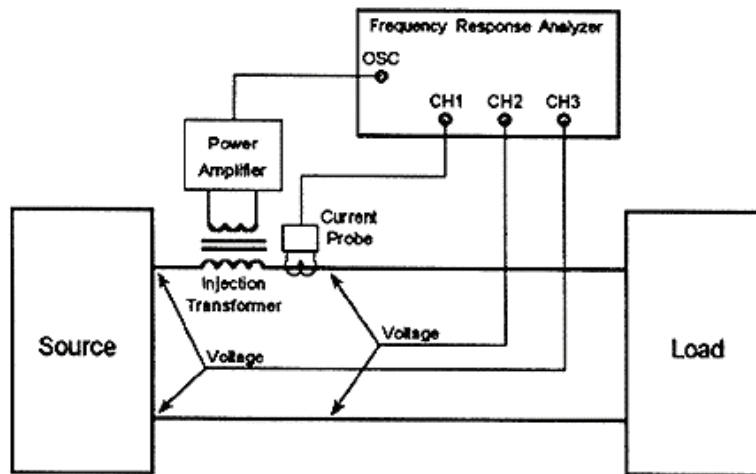 Frequency Response Analyzer
OSC
CH1 CH2 CH3
Power
Amplifier
Current
Probe
Injection
Transformer
Source
Voltage
Voltage
Load